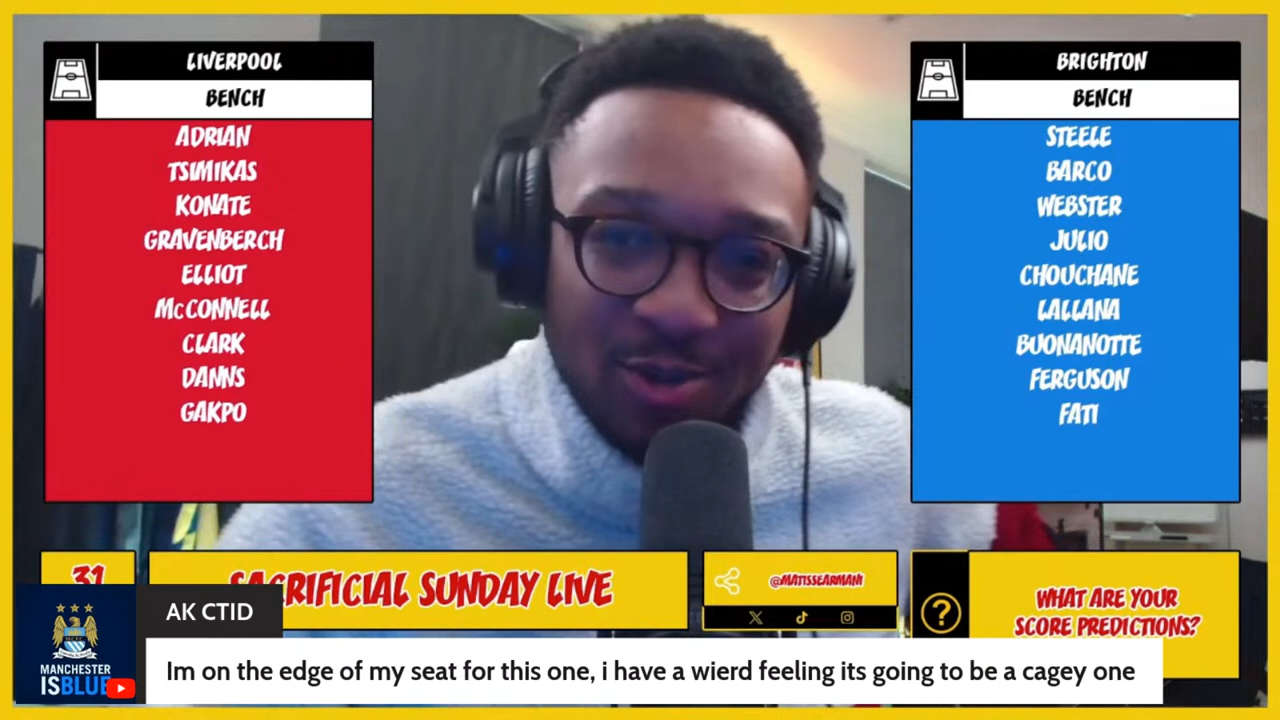 LIVERPOOL
BENCH
ADRIAN
TSIMIKAS
KONATE
GRAVENBERCH
ELLIOT
McCONNELL
CLARK
DANNS
GAKPO
BRIGHTON
BENCH
STEELE
BARCO
WEBSTER
JULIO
CHOUCHANE
LALLANA
BUONANOTTE
FERGUSON
FATI
31
SACRIFICIAL SUNDAY LIVE
@MATISSEARMANI
?
WHAT ARE YOUR
SCORE PREDICTIONS?
MANCHESTER
IS BLUE
AK CTID
Im on the edge of my seat for this one, i have a wierd feeling its going to be a cagey one